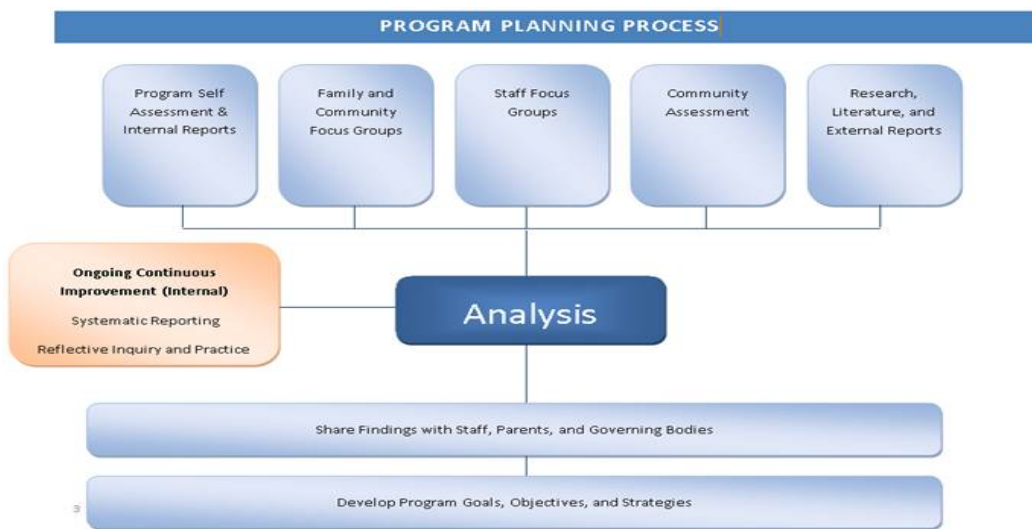 PROGRAM PLANNING PROCESS
Program Self
Assessment &
Internal Reports
Family and
Community
Focus Groups
Staff Focus
Groups
Community
Assessment
Research,
Literature, and
External Reports
Ongoing Continuous
Improvement (Internal)
Systematic Reporting
Reflective Inquiry and Practice
Analysis
Share Findings with Staff, Parents, and Governing Bodies
Develop Program Goals, Objectives, and Strategies